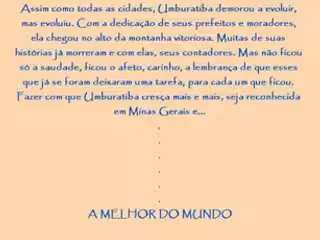 Assim como todas as cidades, Umburatiba demorou a evoluir,
mas evoluiu. Com a dedicação de seus prefeitos e moradores,
ela chegou no alto da montanha vitoriosa. Muitas de suas
histórias já morreram e com elas, seus contadores. Mas não ficou
só a saudade, ficou o afeto, carinho, a lembrança de que esses
que já se foram deixaram uma tarefa, para cada um que ficou.
Fazer com que Umburatiba cresça mais e mais, seja reconhecida
em Minas Gerais e...
.
.
.
.
.
.
A MELHOR DO MUNDO